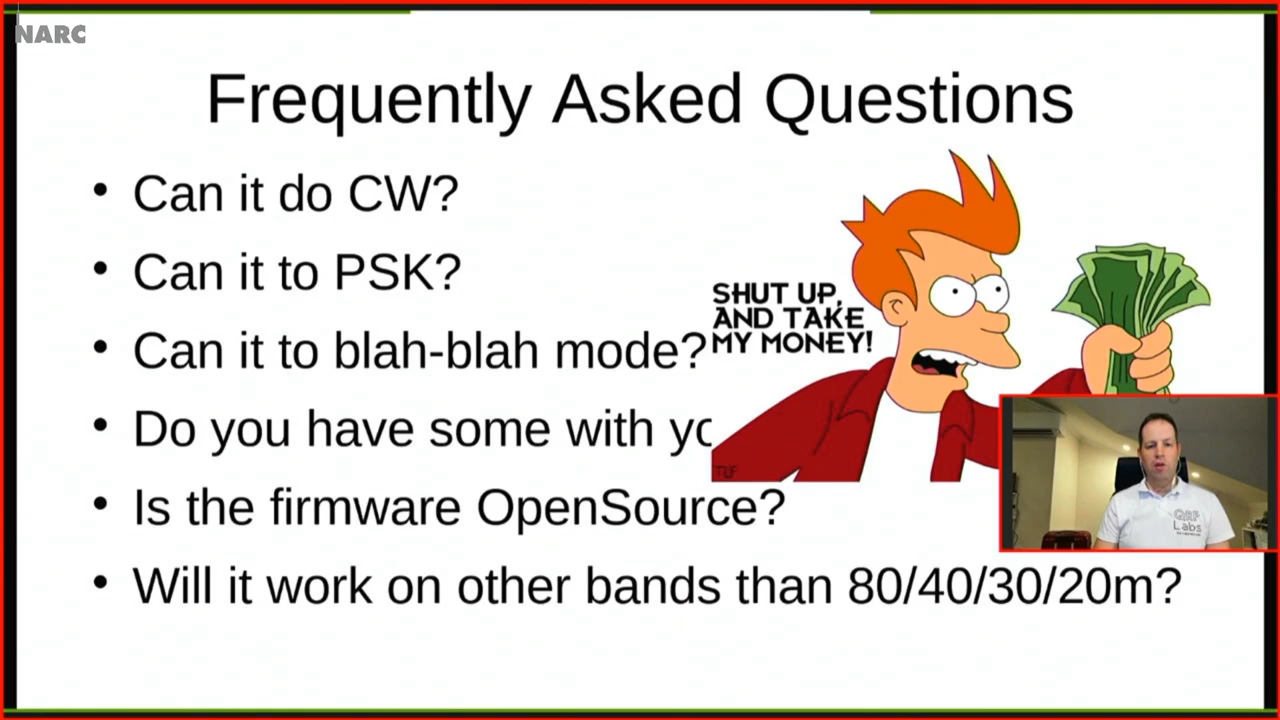 NARC
Frequently Asked Questions
• Can it do CW?
• Can it to PSK?
• Can it to blah-blah mode?
SHUT UP,
AND TAKE
MY MONEY!
• Do you have some with yo
• Is the firmware OpenSource?
• Will it work on other bands than 80/40/30/20m?
QRP
Labs